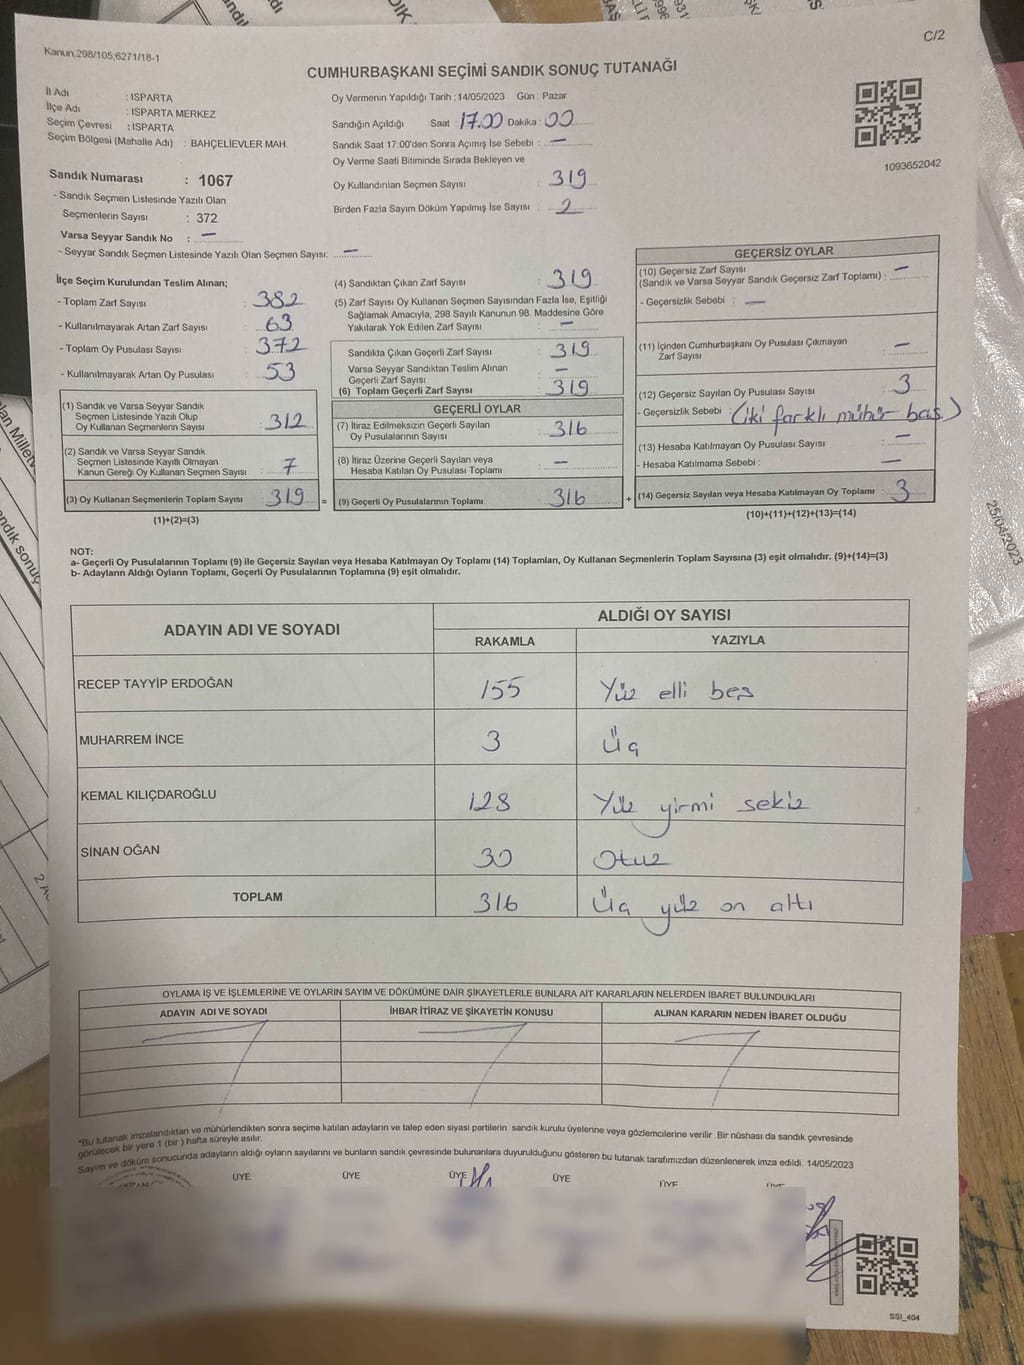 C/2
Kanun,298/105,6271/18-1
CUMHURBAŞKANI SEÇİMİ SANDIK SONUÇ TUTANAĞI
İl Adı : ISPARTA
İlçe Adı : ISPARTA MERKEZ
Seçim Çevresi : ISPARTA
Seçim Bölgesi (Mahalle Adı) : BAHÇELİEVLER MAH.
Oy Vermenin Yapıldığı Tarih : 14/05/2023 Gün : Pazar
Sandığın Açıldığı Saat : 17.00 Dakika : 00
Sandık Saat 17:00'den Sonra Açımış İse Sebebi : —
Oy Verme Saati Bitiminde Sırada Bekleyen ve
Oy Kullandırılan Seçmen Sayısı : 319
Birden Fazla Sayım Döküm Yapılmış İse Sayısı : 2
1093652042
Sandık Numarası : 1067
- Sandık Seçmen Listesinde Yazılı Olan
Seçmenlerin Sayısı : 372
Varsa Seyyar Sandık No : —
- Seyyar Sandık Seçmen Listesinde Yazılı Olan Seçmen Sayısı: —
İlçe Seçim Kurulundan Teslim Alınan;
- Toplam Zarf Sayısı : 382
- Kullanılmayarak Artan Zarf Sayısı : 63
- Toplam Oy Pusulası Sayısı : 372
- Kullanılmayarak Artan Oy Pusulası : 53
(1) Sandık ve Varsa Seyyar Sandık
Seçmen Listesinde Yazılı Olup
Oy Kullanan Seçmenlerin Sayısı : 312
(2) Sandık ve Varsa Seyyar Sandık
Seçmen Listesinde Kayıtlı Olmayan
Kanun Gereği Oy Kullanan Seçmen Sayısı : 7
(3) Oy Kullanan Seçmenlerin Toplam Sayısı : 319 =
(1)+(2)=(3)
(4) Sandıktan Çıkan Zarf Sayısı : 319
(5) Zarf Sayısı Oy Kullanan Seçmen Sayısından Fazla İse, Eşitliği
Sağlamak Amacıyla, 298 Sayılı Kanunun 98. Maddesine Göre
Yakılarak Yok Edilen Zarf Sayısı : —
Sandıkta Çıkan Geçerli Zarf Sayısı : 319
Varsa Seyyar Sandıktan Teslim Alınan
Geçerli Zarf Sayısı : —
(6) Toplam Geçerli Zarf Sayısı : 319
GEÇERLİ OYLAR
(7) İtiraz Edilmeksizin Geçerli Sayılan
Oy Pusulalarının Sayısı : 316
(8) İtiraz Üzerine Geçerli Sayılan veya
Hesaba Katılan Oy Pusulası Toplamı : —
(9) Geçerli Oy Pusulalarının Toplamı : 316 +
GEÇERSİZ OYLAR
(10) Geçersiz Zarf Sayısı
(Sandık ve Varsa Seyyar Sandık Geçersiz Zarf Toplamı) : —
- Geçersizlik Sebebi : —
(11) İçinden Cumhurbaşkanı Oy Pusulası Çıkmayan
Zarf Sayısı : —
(12) Geçersiz Sayılan Oy Pusulası Sayısı : 3
- Geçersizlik Sebebi : (iki farklı mühür bas)
(13) Hesaba Katılmayan Oy Pusulası Sayısı : —
- Hesaba Katılmama Sebebi : —
(14) Geçersiz Sayılan veya Hesaba Katılmayan Oy Toplamı : 3
(10)+(11)+(12)+(13)=(14)
NOT:
a- Geçerli Oy Pusulalarının Toplamı (9) ile Geçersiz Sayılan veya Hesaba Katılmayan Oy Toplamı (14) Toplamları, Oy Kullanan Seçmenlerin Toplam Sayısına (3) eşit olmalıdır. (9)+(14)=(3)
b- Adayların Aldığı Oyların Toplamı, Geçerli Oy Pusulalarının Toplamına (9) eşit olmalıdır.
ADAYIN ADI VE SOYADI
ALDIĞI OY SAYISI
RAKAMLA YAZIYLA
RECEP TAYYİP ERDOĞAN 155 Yüz elli beş
MUHARREM İNCE 3 Üç
KEMAL KILIÇDAROĞLU 128 Yüz yirmi sekiz
SİNAN OĞAN 30 Otuz
TOPLAM 316 Üç yüz on altı
OYLAMA İŞ VE İŞLEMLERİNE VE OYLARIN SAYIM VE DÖKÜMÜNE DAİR ŞİKAYETLERLE BUNLARA AİT KARARLARIN NELERDEN İBARET BULUNDUKLARI
ADAYIN ADI VE SOYADI İHBAR İTİRAZ VE ŞİKAYETİN KONUSU ALINAN KARARIN NEDEN İBARET OLDUĞU
*Bu tutanak imzalandıktan ve mühürlendikten sonra seçime katılan adayların ve talep eden siyasi partilerin sandık kurulu üyelerine veya gözlemcilerine verilir .Bir nüshası da sandık çevresinde
görülecek bir yere 1 (bir ) hafta süreyle asılır.
Sayım ve döküm sonucunda adayların aldığı oyların sayılarını ve bunların sandık çevresinde bulunanlara duyurulduğunu gösteren bu tutanak tarafımızdan düzenlenerek imza edildi. 14/05/2023
ÜYE ÜYE ÜYE ÜYE ÜYE
SSI_404
25/04/2023